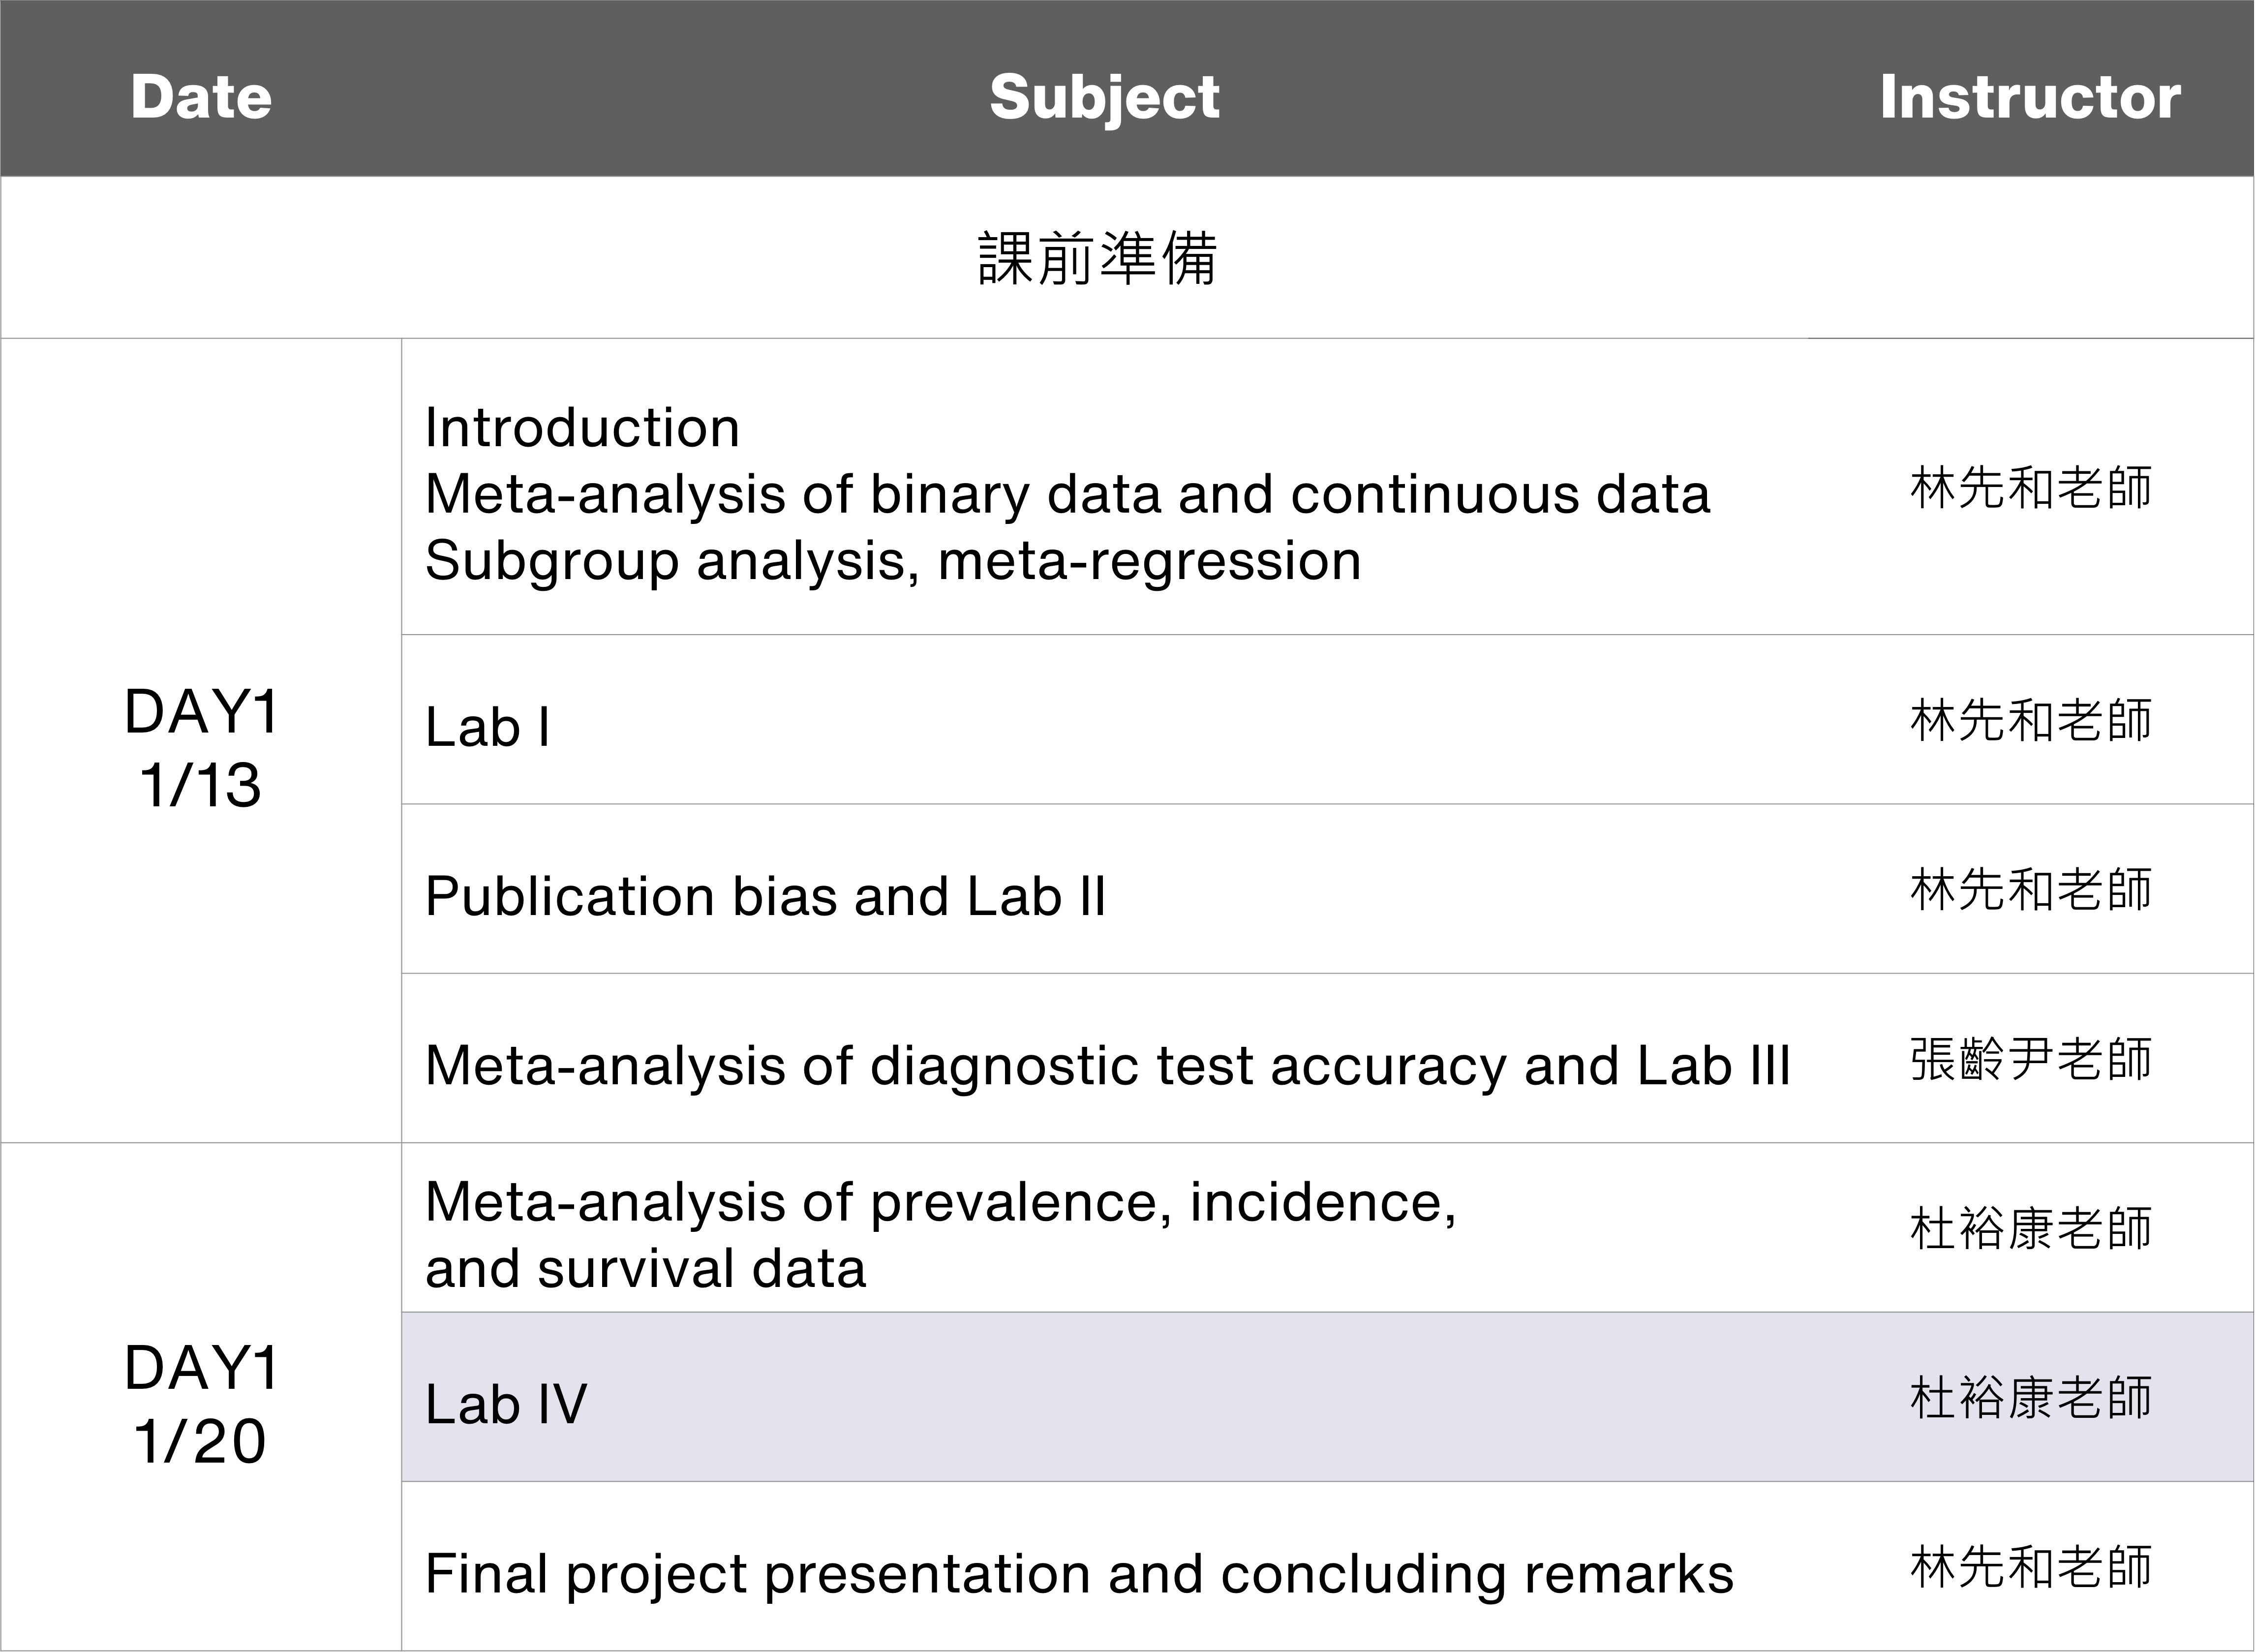 Date Subject Instructor
課前準備
DAY1
1/13
Introduction
Meta-analysis of binary data and continuous data
Subgroup analysis, meta-regression
林先和老師
Lab I
林先和老師
Publication bias and Lab II
林先和老師
Meta-analysis of diagnostic test accuracy and Lab III
張齡尹老師
DAY1
1/20
Meta-analysis of prevalence, incidence,
and survival data
杜裕康老師
Lab IV
杜裕康老師
Final project presentation and concluding remarks
林先和老師